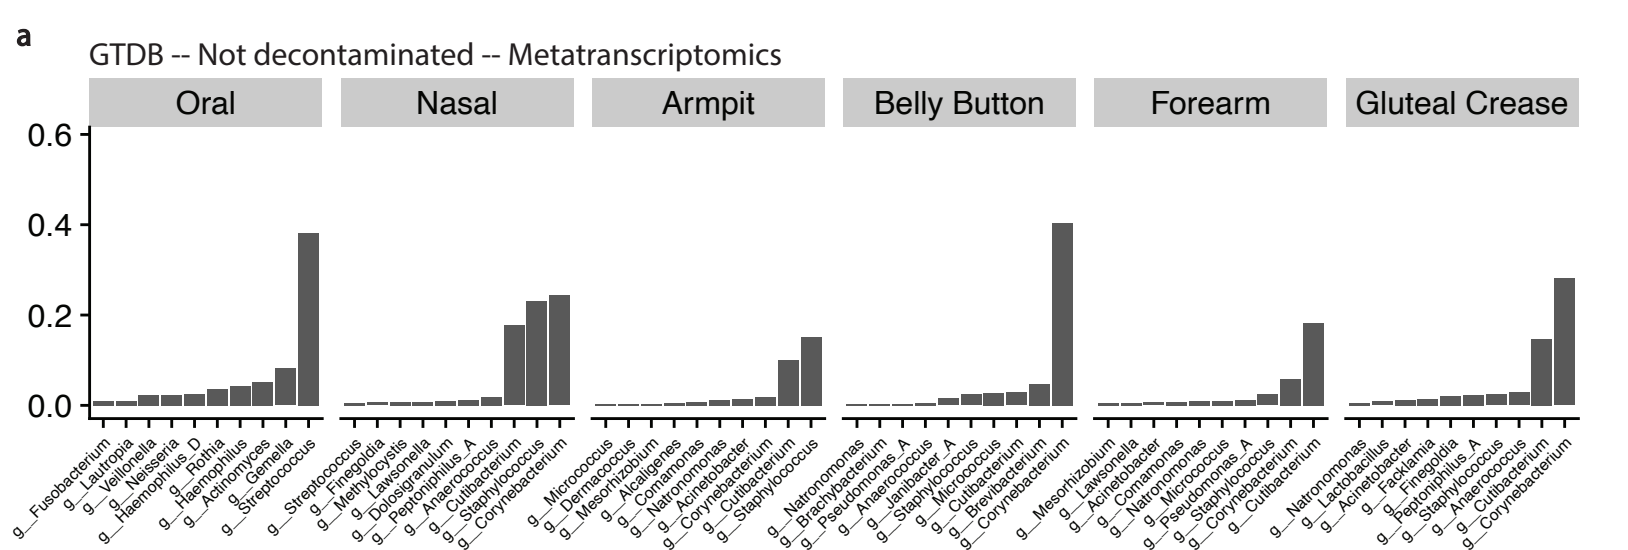 a
GTDB -- Not decontaminated -- Metatranscriptomics
Oral Nasal Armpit Belly Button Forearm Gluteal Crease
0.6
0.4
0.2
0.0
g__Fusobacterium
g__Lautropia
g__Veillonella
g__Neisseria
g__Haemophilus_D
g__Rothia
g__Haemophilus
g__Actinomyces
g__Gemella
g__Streptococcus
g__Streptococcus
g__Finegoldia
g__Methylocystis
g__Lawsonella
g__Dolosigranulum
g__Peptoniphilus_A
g__Anaerococcus
g__Cutibacterium
g__Staphylococcus
g__Corynebacterium
g__Micrococcus
g__Dermacoccus
g__Mesorhizobium
g__Alcaligenes
g__Comamonas
g__Natronomonas
g__Acinetobacter
g__Corynebacterium
g__Cutibacterium
g__Staphylococcus
g__Natronomonas
g__Brachybacterium
g__Pseudomonas_A
g__Anaerococcus
g__Janibacter_A
g__Staphylococcus
g__Micrococcus
g__Cutibacterium
g__Brevibacterium
g__Corynebacterium
g__Mesorhizobium
g__Lawsonella
g__Acinetobacter
g__Comamonas
g__Natronomonas
g__Micrococcus
g__Pseudomonas_A
g__Staphylococcus
g__Corynebacterium
g__Cutibacterium
g__Natronomonas
g__Lactobacillus
g__Acinetobacter
g__Facklamia
g__Finegoldia
g__Peptoniphilus_A
g__Staphylococcus
g__Anaerococcus
g__Cutibacterium
g__Corynebacterium